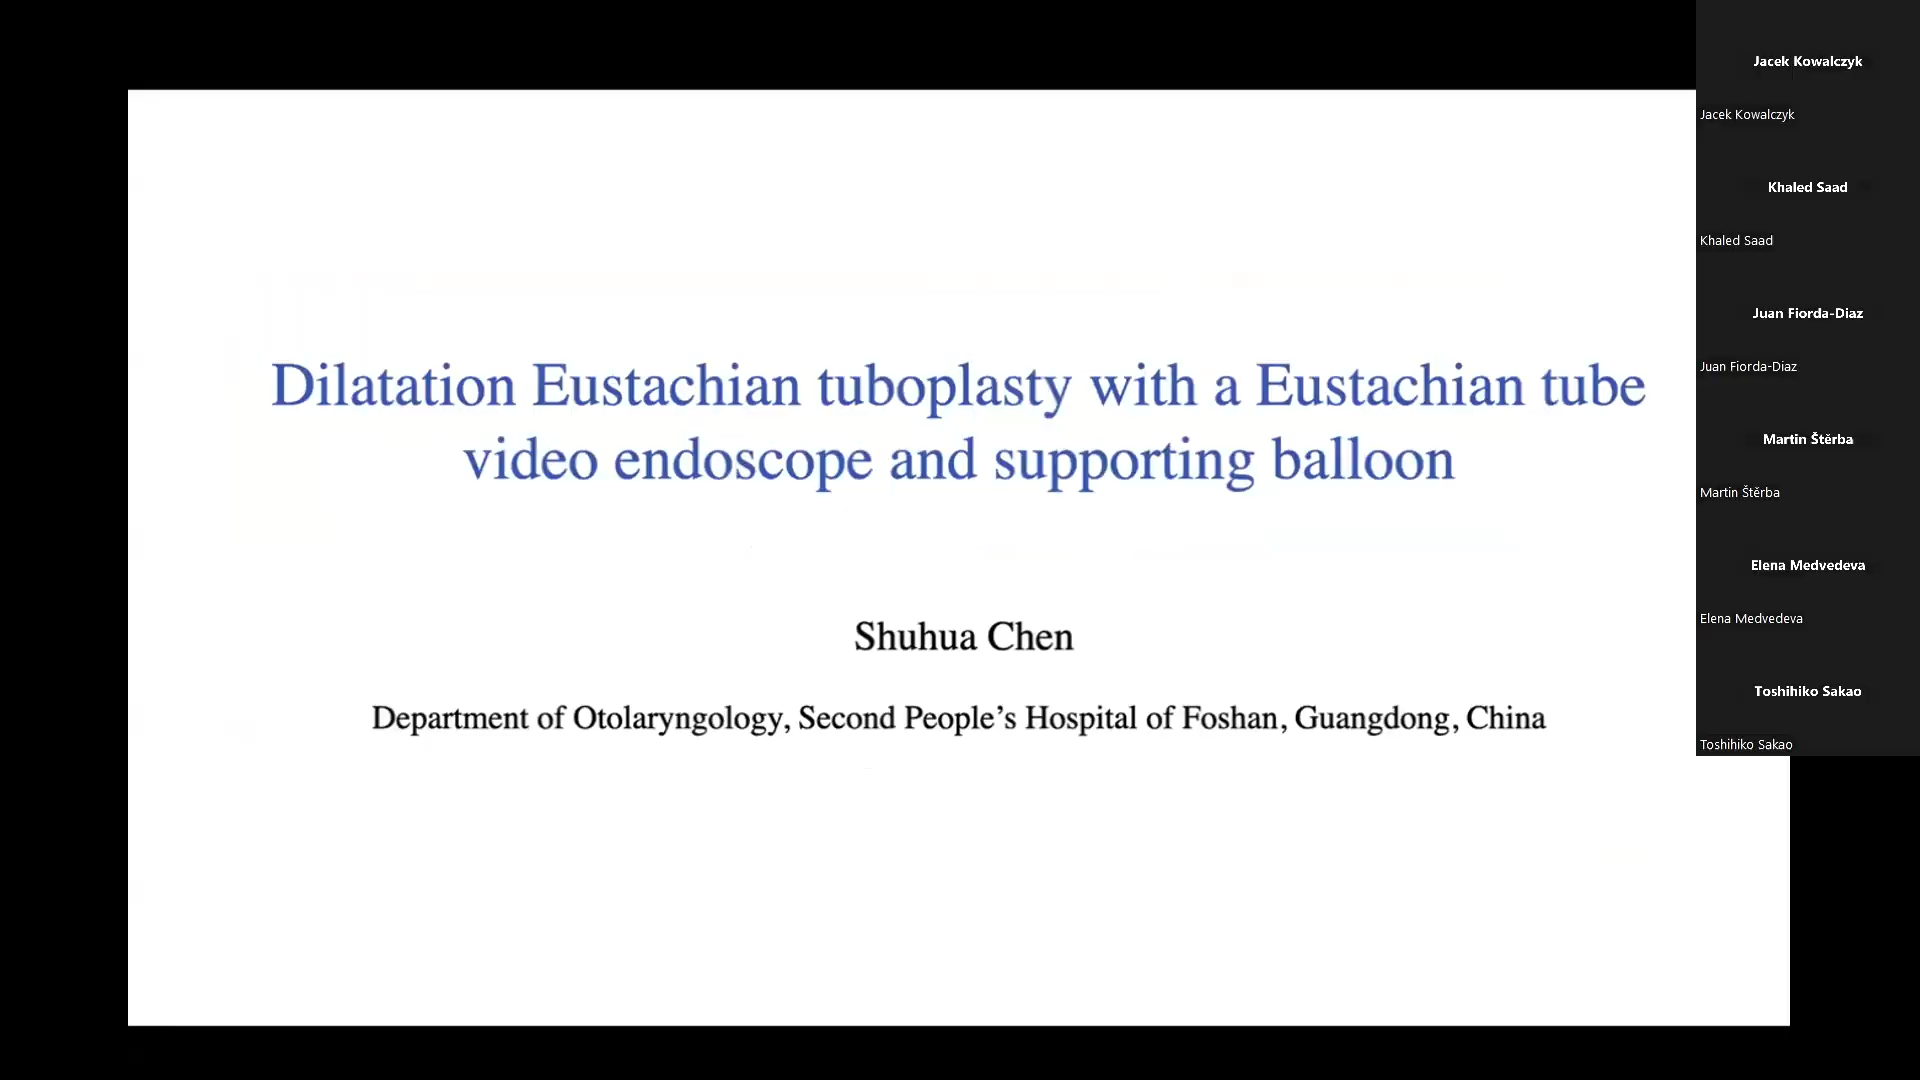 Dilatation Eustachian tuboplasty with a Eustachian tube
video endoscope and supporting balloon
Shuhua Chen
Department of Otolaryngology, Second People’s Hospital of Foshan, Guangdong, China
Jacek Kowalczyk
Jacek Kowalczyk
Khaled Saad
Khaled Saad
Juan Fiorda-Diaz
Juan Fiorda-Diaz
Martin Štěrba
Martin Štěrba
Elena Medvedeva
Elena Medvedeva
Toshihiko Sakao
Toshihiko Sakao